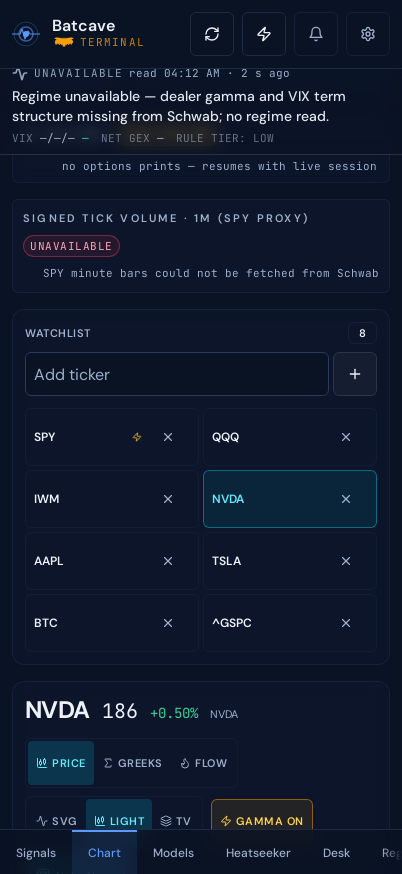 Batcave
TERMINAL
UNAVAILABLE read 04:12 AM · 2 s ago
Regime unavailable — dealer gamma and VIX term
structure missing from Schwab; no regime read.
VIX —/—/— — NET GEX — RULE TIER: LOW
no options prints — resumes with live session
SIGNED TICK VOLUME · 1M (SPY PROXY)
UNAVAILABLE
SPY minute bars could not be fetched from Schwab
WATCHLIST 8
Add ticker +
SPY QQQ
IWM NVDA
AAPL TSLA
BTC ^GSPC
NVDA 186 +0.50% NVDA
PRICE GREEKS FLOW
SVG LIGHT TV GAMMA ON
Signals Chart Models Heatseeker Desk